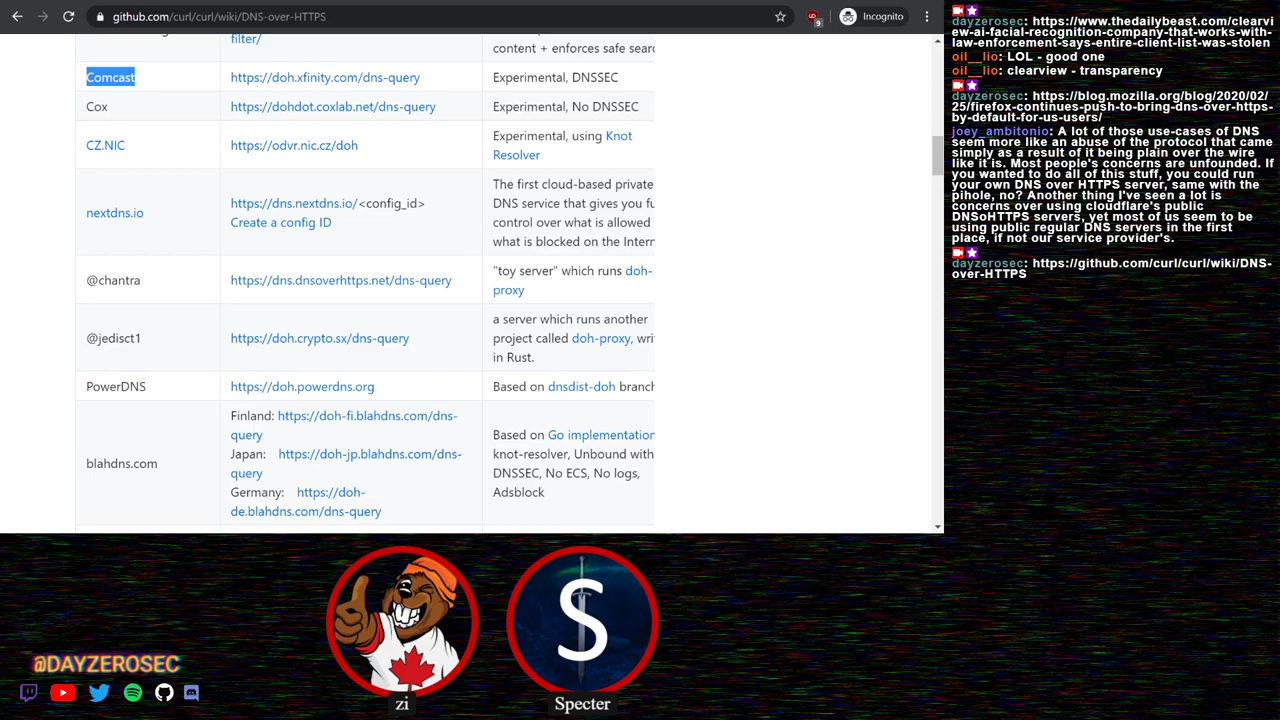 github.com/curl/curl/wiki/DNS-over-HTTPS
9
Incognito
filter/
content + enforces safe searc
Comcast
https://doh.xfinity.com/dns-query
Experimental, DNSSEC
Cox
https://dohdot.coxlab.net/dns-query
Experimental, No DNSSEC
CZ.NIC
https://odvr.nic.cz/doh
Experimental, using Knot
Resolver
nextdns.io
https://dns.nextdns.io/<config_id>
Create a config ID
The first cloud-based private
DNS service that gives you fu
control over what is allowed
what is blocked on the Intern
@chantra
https://dns.dnsoverhttps.net/dns-query
"toy server" which runs doh-
proxy
@jedisct1
https://doh.crypto.sx/dns-query
a server which runs another
project called doh-proxy, wri
in Rust.
PowerDNS
https://doh.powerdns.org
Based on dnsdist-doh branch
blahdns.com
Finland: https://doh-fi.blahdns.com/dns-
query
Japan: https://doh-jp.blahdns.com/dns-
query
Germany: https://doh-
de.blahdns.com/dns-query
Based on Go implementation
knot-resolver, Unbound with
DNSSEC, No ECS, No logs,
Adsblock
dayzerosec: https://www.thedailybeast.com/clearvi
ew-ai-facial-recognition-company-that-works-with-
law-enforcement-says-entire-client-list-was-stolen
oil__lio: LOL - good one
oil__lio: clearview - transparency
dayzerosec: https://blog.mozilla.org/blog/2020/02/
25/firefox-continues-push-to-bring-dns-over-https-
by-default-for-us-users/
joey_ambitonio: A lot of those use-cases of DNS
seem more like an abuse of the protocol that came
simply as a result of it being plain over the wire
like it is. Most people's concerns are unfounded. If
you wanted to do all of this stuff, you could run
your own DNS over HTTPS server, same with the
pihole, no? Another thing I've seen a lot is
concerns over using cloudflare's public
DNSoHTTPS servers, yet most of us seem to be
using public regular DNS servers in the first
place, if not our service provider's.
dayzerosec: https://github.com/curl/curl/wiki/DNS-
over-HTTPS
@DAYZEROSEC
zi
S
Specter